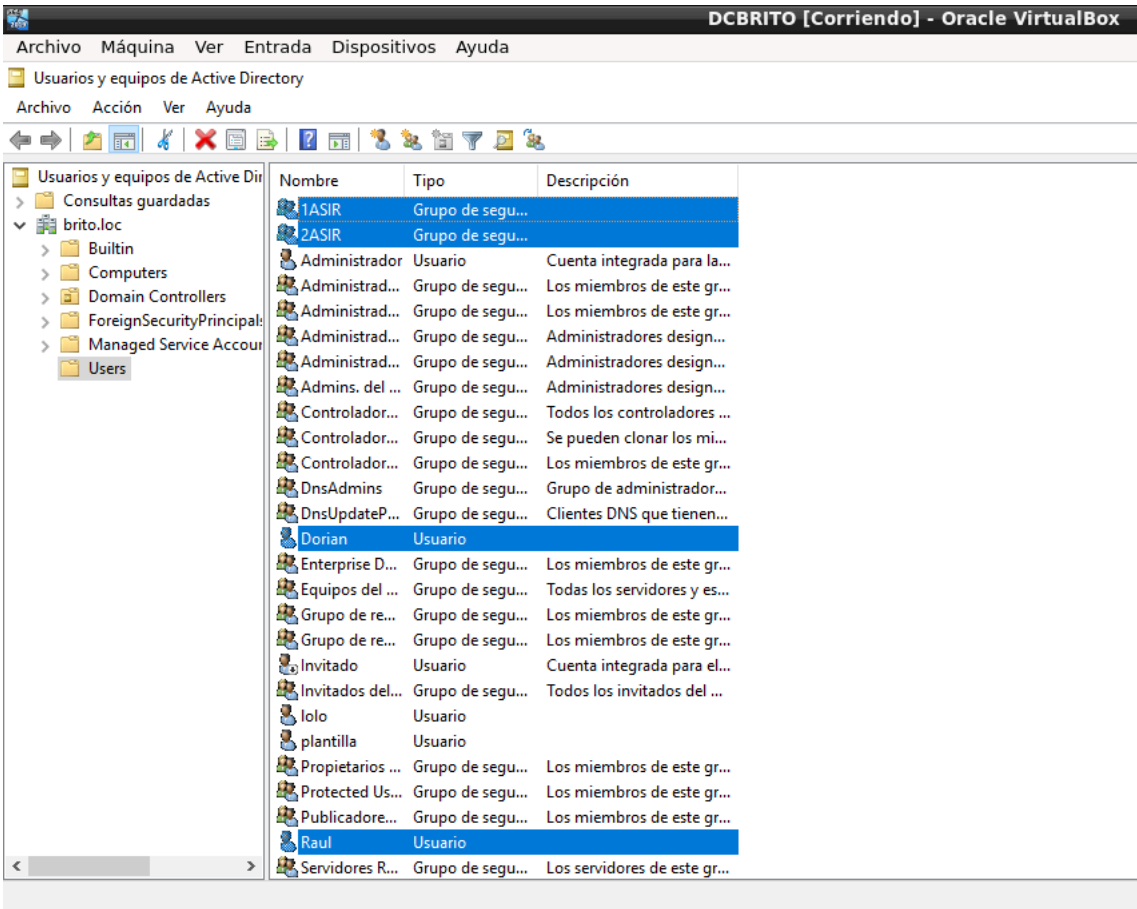 DCBRITO [Corriendo] - Oracle VirtualBox
Archivo Máquina Ver Entrada Dispositivos Ayuda
Usuarios y equipos de Active Directory
Archivo Acción Ver Ayuda
Usuarios y equipos de Active Dir
Consultas guardadas
brito.loc
Builtin
Computers
Domain Controllers
ForeignSecurityPrincipals
Managed Service Accour
Users
Nombre Tipo Descripción
1ASIR Grupo de segu...
2ASIR Grupo de segu...
Administrador Usuario Cuenta integrada para la...
Administrad... Grupo de segu... Los miembros de este gr...
Administrad... Grupo de segu... Los miembros de este gr...
Administrad... Grupo de segu... Administradores design...
Administrad... Grupo de segu... Administradores design...
Admins. del ... Grupo de segu... Administradores design...
Controlador... Grupo de segu... Todos los controladores ...
Controlador... Grupo de segu... Se pueden clonar los mi...
Controlador... Grupo de segu... Los miembros de este gr...
DnsAdmins Grupo de segu... Grupo de administrador...
DnsUpdateP... Grupo de segu... Clientes DNS que tienen...
Dorian Usuario
Enterprise D... Grupo de segu... Los miembros de este gr...
Equipos del ... Grupo de segu... Todas los servidores y es...
Grupo de re... Grupo de segu... Los miembros de este gr...
Grupo de re... Grupo de segu... Los miembros de este gr...
Invitado Usuario Cuenta integrada para el...
Invitados del... Grupo de segu... Todos los invitados del ...
lolo Usuario
plantilla Usuario
Propietarios ... Grupo de segu... Los miembros de este gr...
Protected Us... Grupo de segu... Los miembros de este gr...
Publicadore... Grupo de segu... Los miembros de este gr...
Raul Usuario
Servidores R... Grupo de segu... Los servidores de este gr...